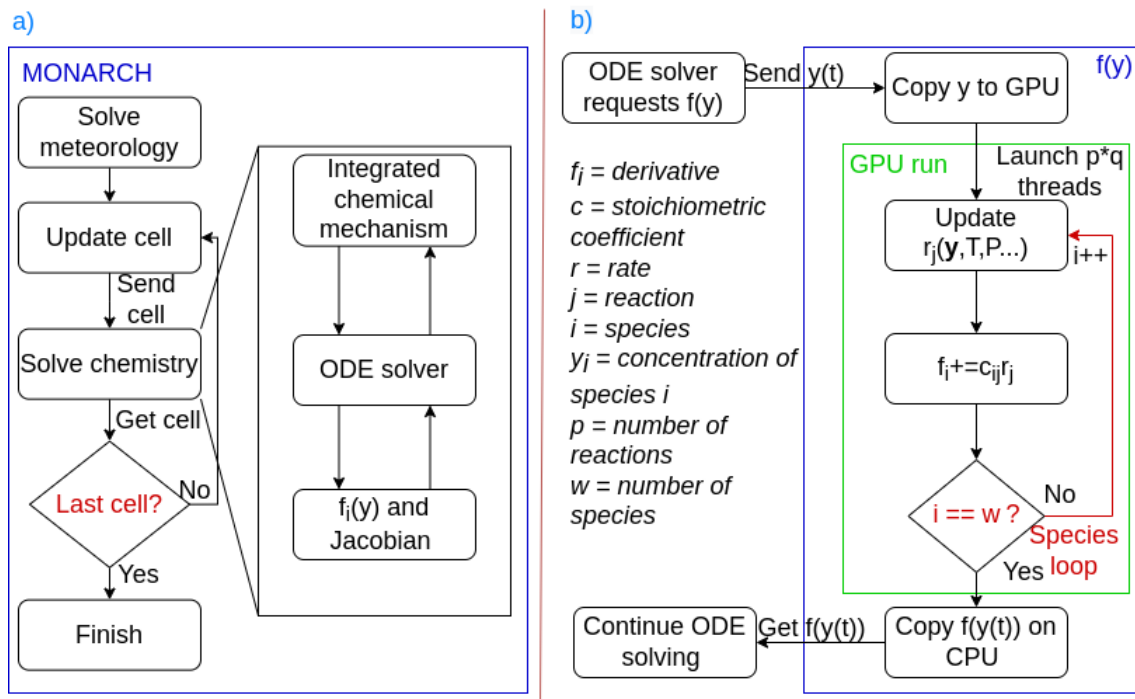 a)
MONARCH
Solve
meteorology
Update cell
Send
cell
Solve chemistry
Get cell
Last cell?
No
Yes
Finish
Integrated
chemical
mechanism
ODE solver
fi(y) and
Jacobian
b)
ODE solver
requests f(y)
Send y(t)
f(y)
Copy y to GPU
GPU run
Launch p*q
threads
Update
rj(y,T,P...)
i++
fi+=cijrj
i == w ?
No
Species
loop
Yes
Copy f(y(t)) on
CPU
Get f(y(t))
Continue ODE
solving
fi = derivative
c = stoichiometric
coefficient
r = rate
j = reaction
i = species
yi = concentration of
species i
p = number of
reactions
w = number of
species